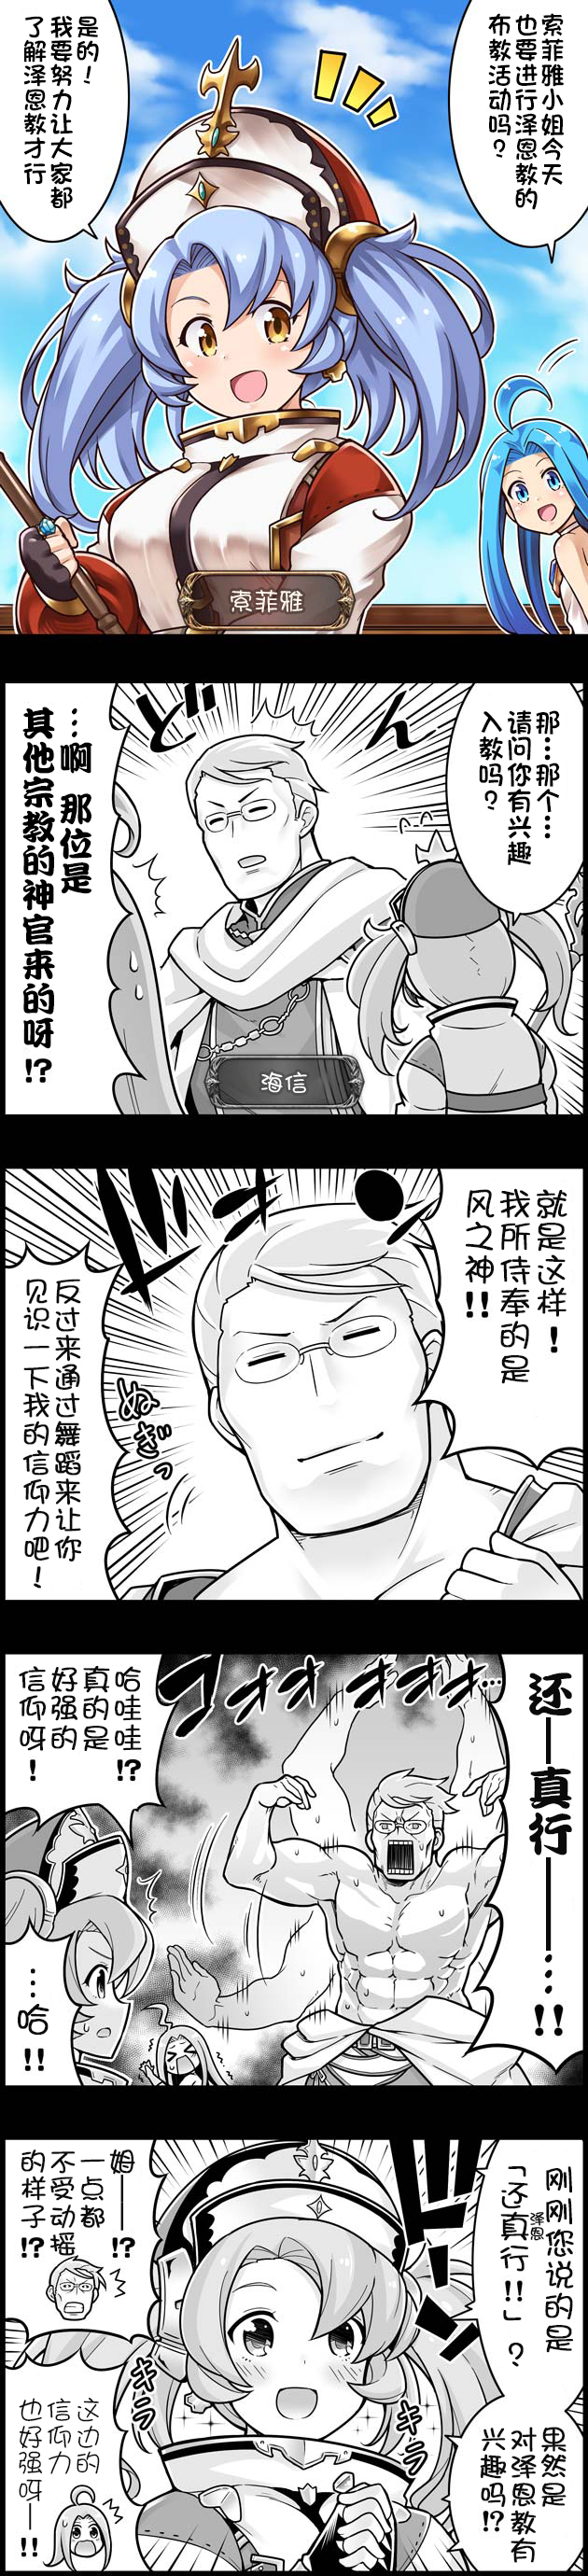 索菲雅小姐今天
也要进行泽恩教的
布教活动吗？
是的！
我要努力让大家都
了解泽恩教才行
索菲雅
那…那个…
请问你有兴趣
入教吗？
どん
…啊 那位是
其他宗教的神官来的呀!?
海信
就是这样！
我所侍奉的是
风之神!!
ぬぎっ
反过来通过舞蹈来让你
见识一下我的信仰力吧！
还—真行——…!!
コオオオオ…
哈哇哇!?
真的是
好强的
信仰呀！
…哈!!
刚刚您说的是
「还真行!!」？
泽恩
果然是
对泽恩教有
兴趣吗!?
キラ
キラ
姆——!?
一点都
不受动摇
的样子!?
这边的
信仰力
也好强呀—!!